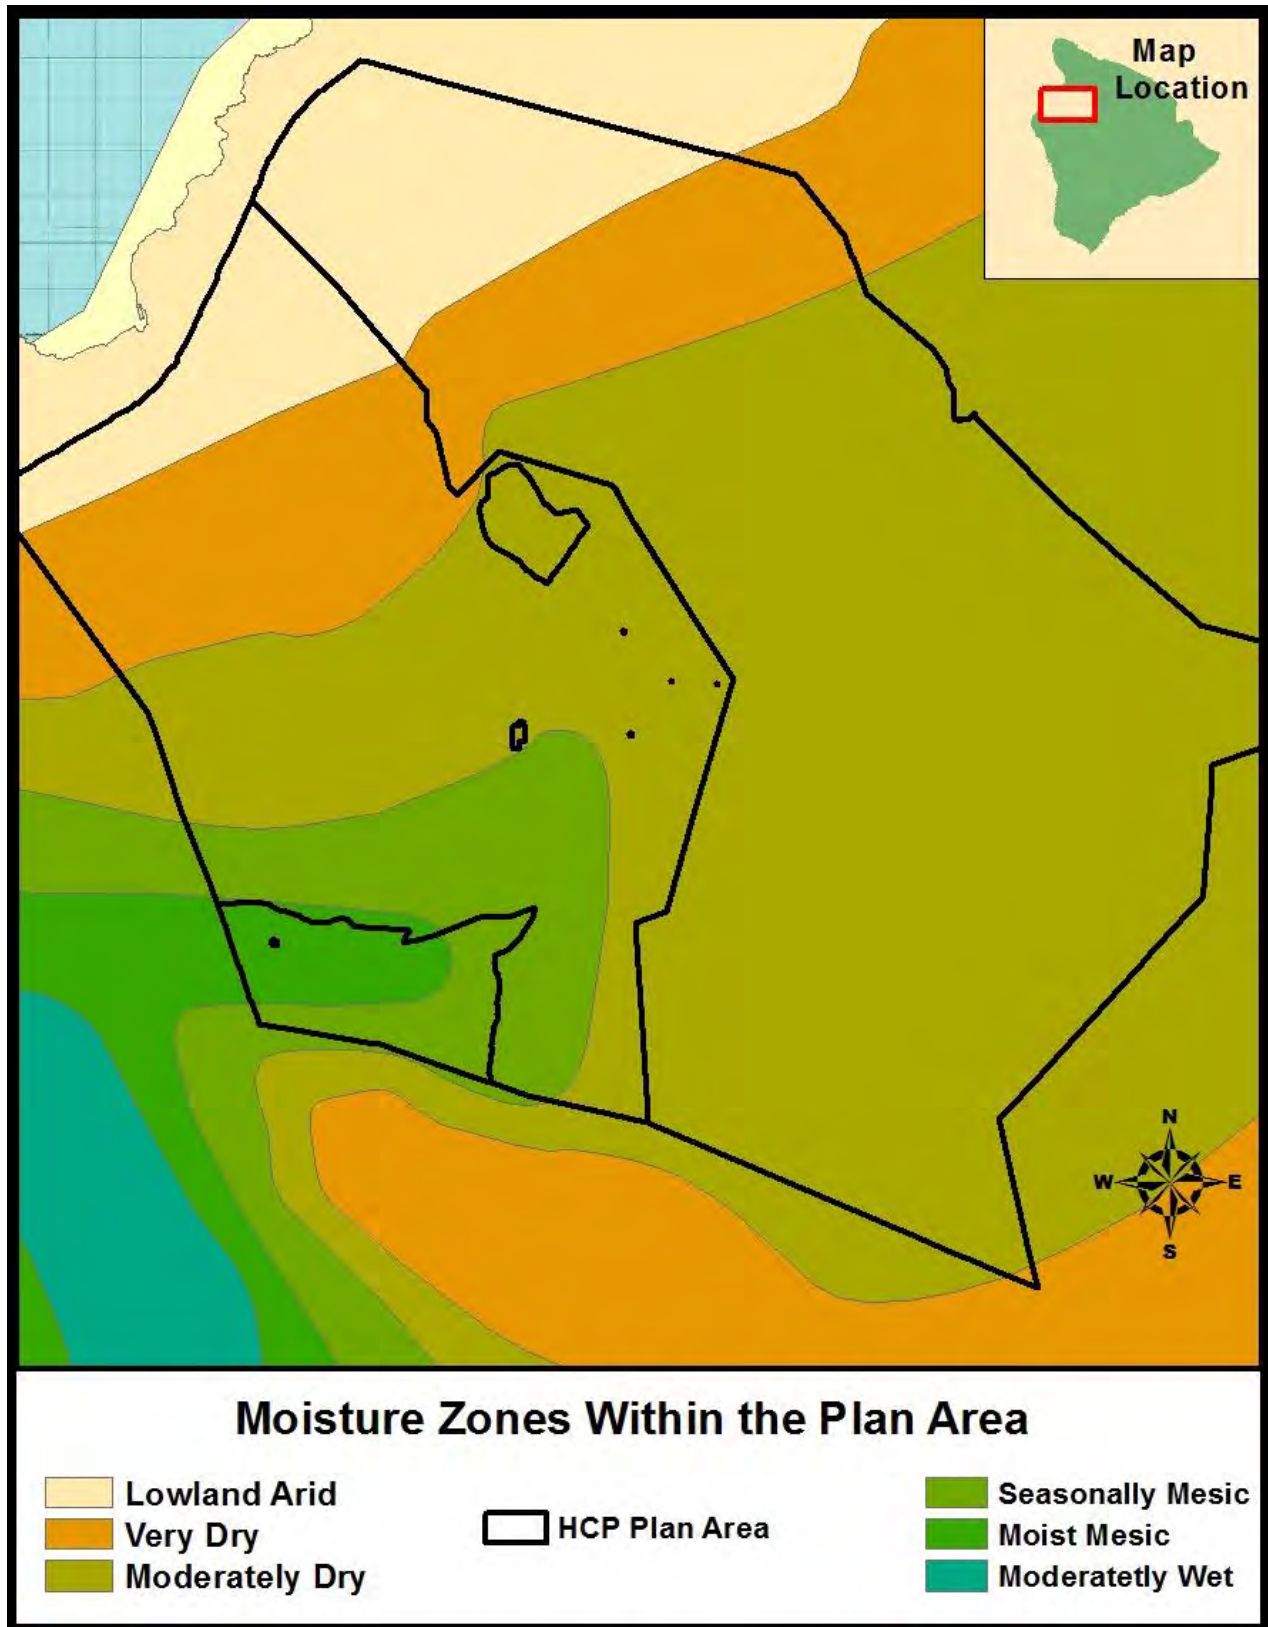 Map
Location
N
W
E
S
Moisture Zones Within the Plan Area
Lowland Arid
Very Dry
Moderately Dry
HCP Plan Area
Seasonally Mesic
Moist Mesic
Moderatetly Wet